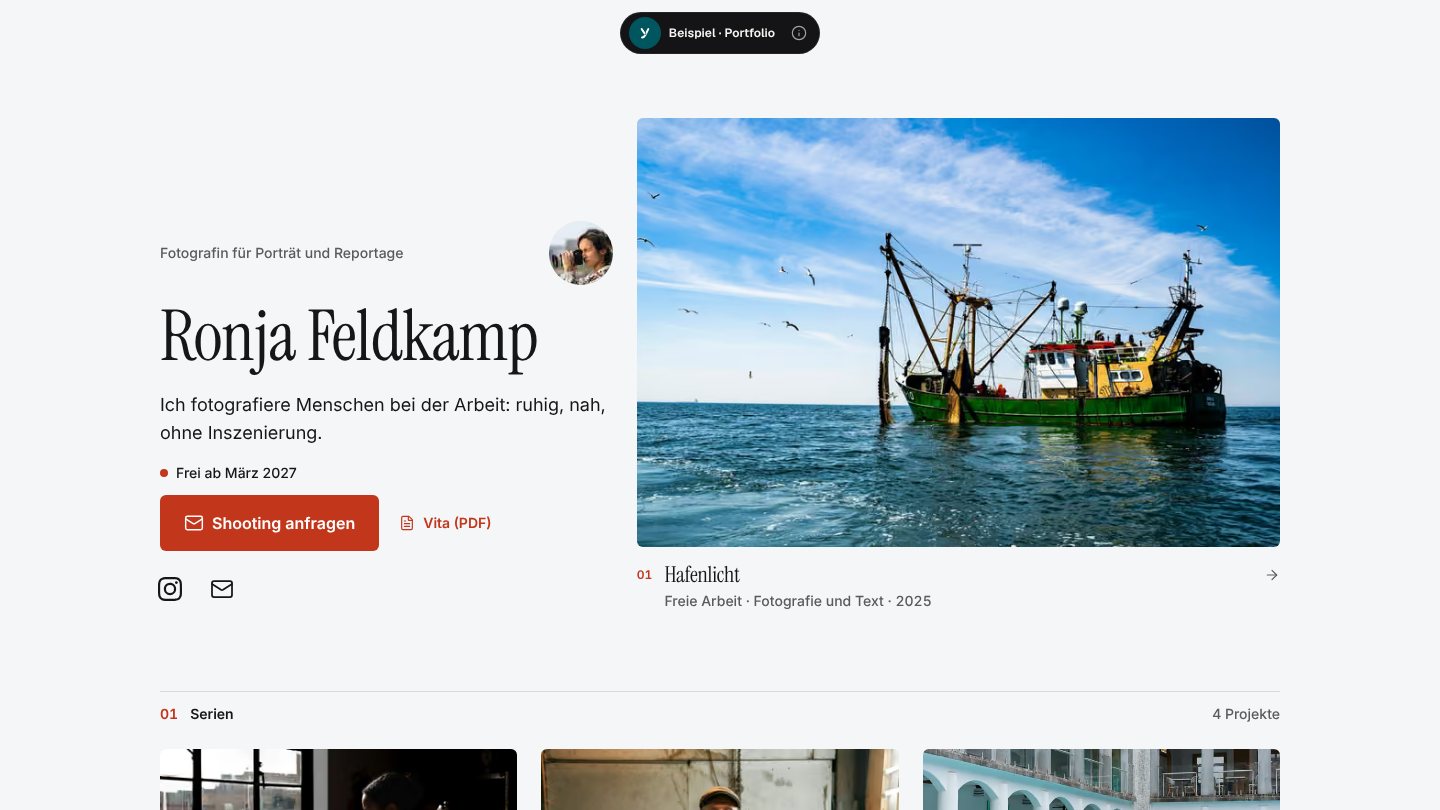 Beispiel · Portfolio
Fotografin für Porträt und Reportage
Ronja Feldkamp
Ich fotografiere Menschen bei der Arbeit: ruhig, nah,
ohne Inszenierung.
Frei ab März 2027
Shooting anfragen
Vita (PDF)
01 Hafenlicht
Freie Arbeit · Fotografie und Text · 2025
01 Serien
4 Projekte